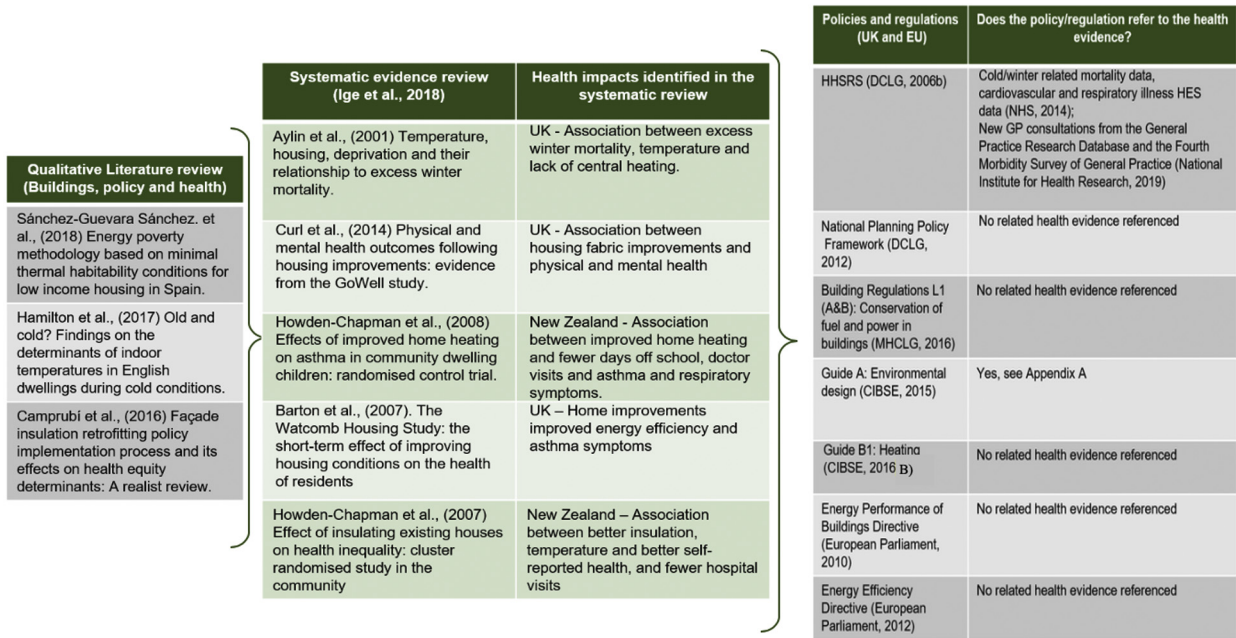 Qualitative Literature review
(Buildings, policy and health)
Sánchez-Guevara Sánchez. et
al., (2018) Energy poverty
methodology based on minimal
thermal habitability conditions for
low income housing in Spain.
Hamilton et al., (2017) Old and
cold? Findings on the
determinants of indoor
temperatures in English
dwellings during cold conditions.
Camprubí et al., (2016) Façade
insulation retrofitting policy
implementation process and its
effects on health equity
determinants: A realist review.
Systematic evidence review
(Ige et al., 2018)
Health impacts identified in the
systematic review
Aylin et al., (2001) Temperature,
housing, deprivation and their
relationship to excess winter
mortality.
UK - Association between excess
winter mortality, temperature and
lack of central heating.
Curl et al., (2014) Physical and
mental health outcomes following
housing improvements: evidence
from the GoWell study.
UK - Association between
housing fabric improvements and
physical and mental health
Howden-Chapman et al., (2008)
Effects of improved home heating
on asthma in community dwelling
children: randomised control trial.
New Zealand - Association
between improved home heating
and fewer days off school, doctor
visits and asthma and respiratory
symptoms.
Barton et al., (2007). The
Watcomb Housing Study: the
short-term effect of improving
housing conditions on the health
of residents
UK – Home improvements
improved energy efficiency and
asthma symptoms
Howden-Chapman et al., (2007)
Effect of insulating existing houses
on health inequality: cluster
randomised study in the
community
New Zealand – Association
between better insulation,
temperature and better self-
reported health, and fewer hospital
visits
Policies and regulations
(UK and EU)
Does the policy/regulation refer to the health
evidence?
HHSRS (DCLG, 2006b)
Cold/winter related mortality data,
cardiovascular and respiratory illness HES
data (NHS, 2014);
New GP consultations from the General
Practice Research Database and the Fourth
Morbidity Survey of General Practice (National
Institute for Health Research, 2019)
National Planning Policy
Framework (DCLG,
2012)
No related health evidence referenced
Building Regulations L1
(A&B): Conservation of
fuel and power in
buildings (MHCLG, 2016)
No related health evidence referenced
Guide A: Environmental
design (CIBSE, 2015)
Yes, see Appendix A
Guide B1: Heating
(CIBSE, 2016 B)
No related health evidence referenced
Energy Performance of
Buildings Directive
(European Parliament,
2010)
No related health evidence referenced
Energy Efficiency
Directive (European
Parliament, 2012)
No related health evidence referenced